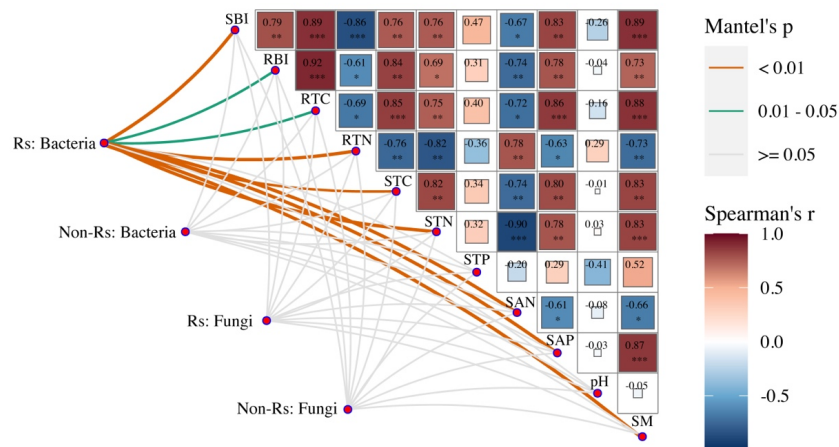 SBI 0.79 ** 0.89 *** -0.86 *** 0.76 ** 0.76 ** 0.47 -0.67 * 0.83 ** -0.26 0.89 ***
RBI 0.92 *** -0.61 * 0.84 ** 0.69 * 0.31 -0.74 ** 0.78 ** -0.04 0.73 **
RTC -0.69 * 0.85 *** 0.75 ** 0.40 -0.72 * 0.86 *** -0.16 0.88 ***
Rs: Bacteria RTN -0.76 ** -0.82 ** -0.36 0.78 ** -0.63 * 0.29 -0.73 **
STC 0.82 ** 0.34 -0.74 ** 0.80 ** -0.01 0.83 **
Non-Rs: Bacteria STN 0.32 -0.90 *** 0.78 ** 0.03 0.83 ***
STP -0.20 0.29 -0.41 0.52
Rs: Fungi SAN -0.61 * -0.08 -0.66 *
SAP -0.03 0.87 ***
pH -0.05
Non-Rs: Fungi SM
Mantel's p
< 0.01
0.01 - 0.05
>= 0.05
Spearman's r
1.0
0.5
0.0
-0.5